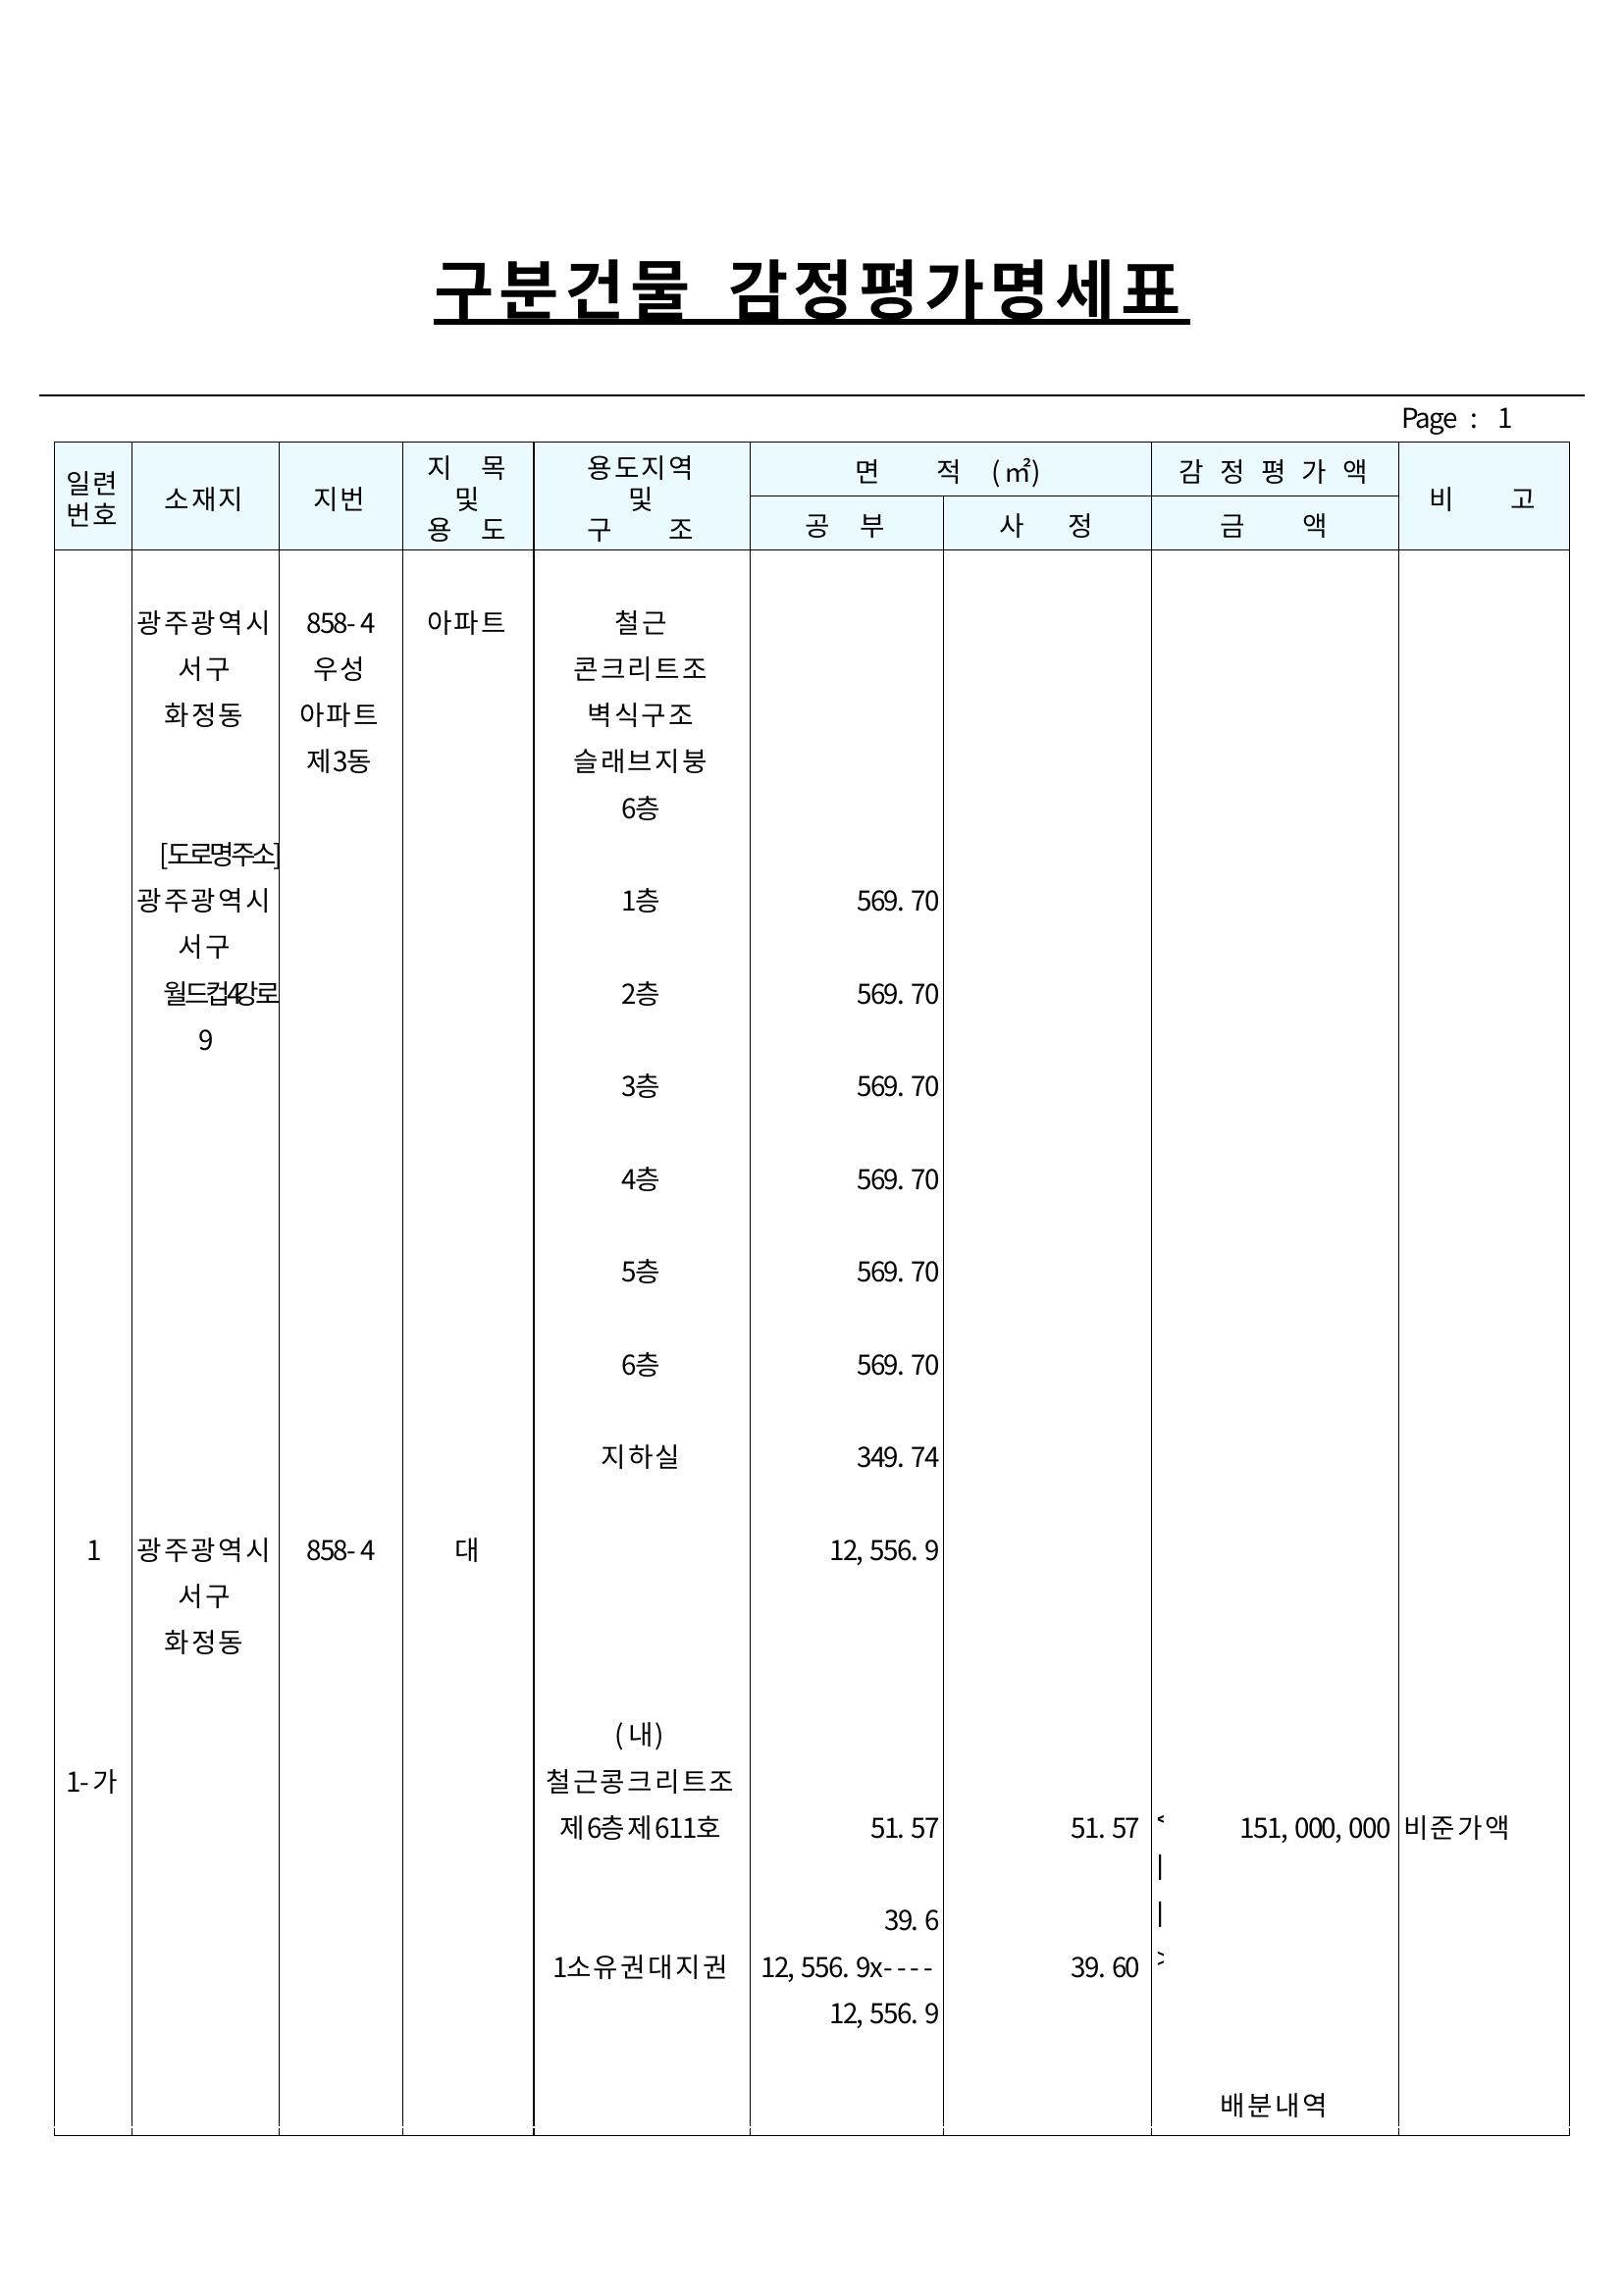 구분건물 감정평가명세표
Page : 1
일련
번호
소재지
지번
지 목
및
용 도
용도지역
및
구 조
면 적 (㎡)
공 부
사 정
감 정 평 가 액
금 액
비 고
광주광역시 858-4 아파트 철근
서구 우성 콘크리트조
화정동 아파트 벽식구조
제3동 슬래브지붕
6층
[도로명주소]
광주광역시 1층 569.70
서구
월드컵4강로 2층 569.70
9
3층 569.70
4층 569.70
5층 569.70
6층 569.70
지하실 349.74
1 광주광역시 858-4 대 12,556.9
서구
화정동
(내)
1-가 철근콩크리트조
제6층제611호 51.57 51.57 < 151,000,000 비준가액
|
39.6 |
1소유권대지권 12,556.9x---- 39.60 >
12,556.9
배분내역